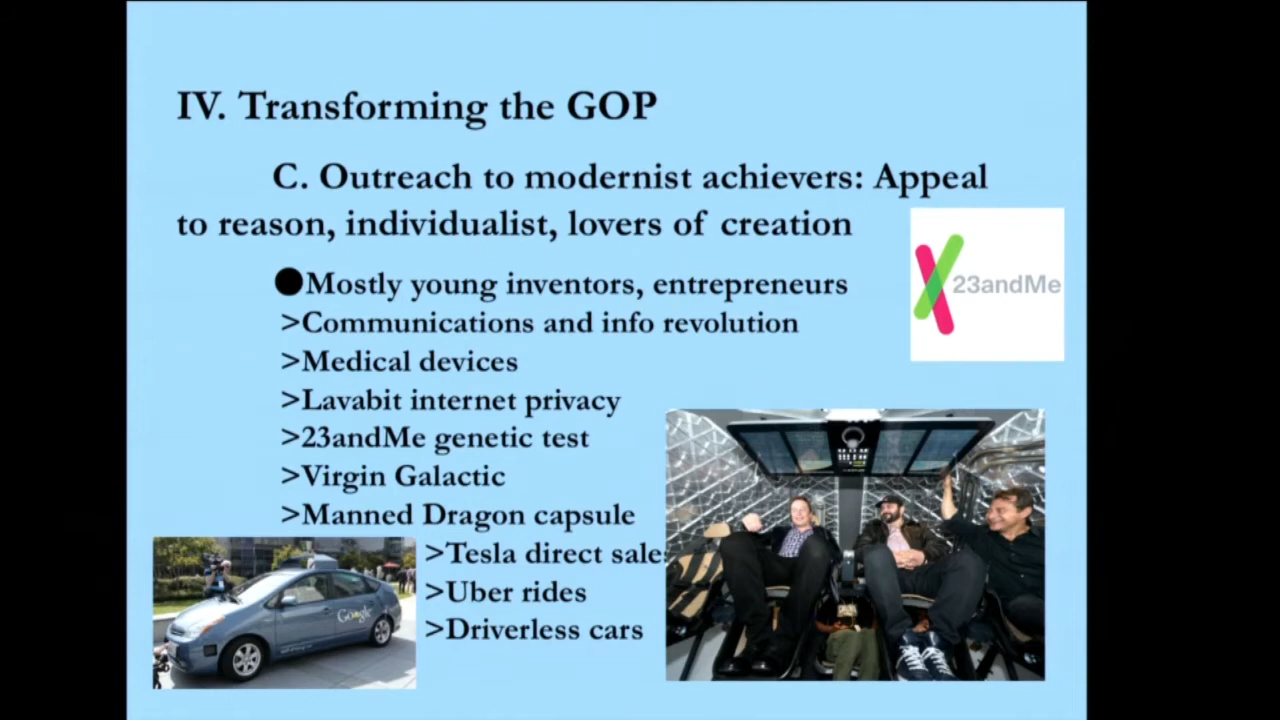 IV. Transforming the GOP
C. Outreach to modernist achievers: Appeal
to reason, individualist, lovers of creation
●Mostly young inventors, entrepreneurs
>Communications and info revolution
>Medical devices
>Lavabit internet privacy
>23andMe genetic test
>Virgin Galactic
>Manned Dragon capsule
>Tesla direct sales
>Uber rides
>Driverless cars
23andMe
Google